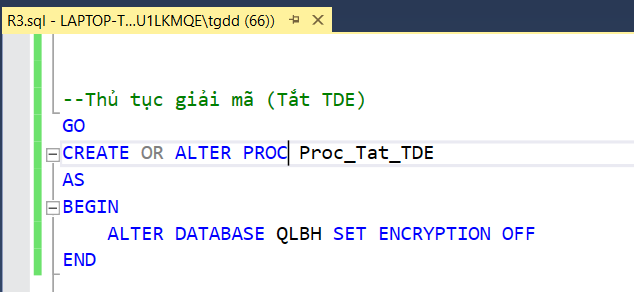 R3.sql - LAPTOP-T...U1LKMQE\tgdd (66))
--Thủ tục giải mã (Tắt TDE)
GO
CREATE OR ALTER PROC Proc_Tat_TDE
AS
BEGIN
    ALTER DATABASE QLBH SET ENCRYPTION OFF
END